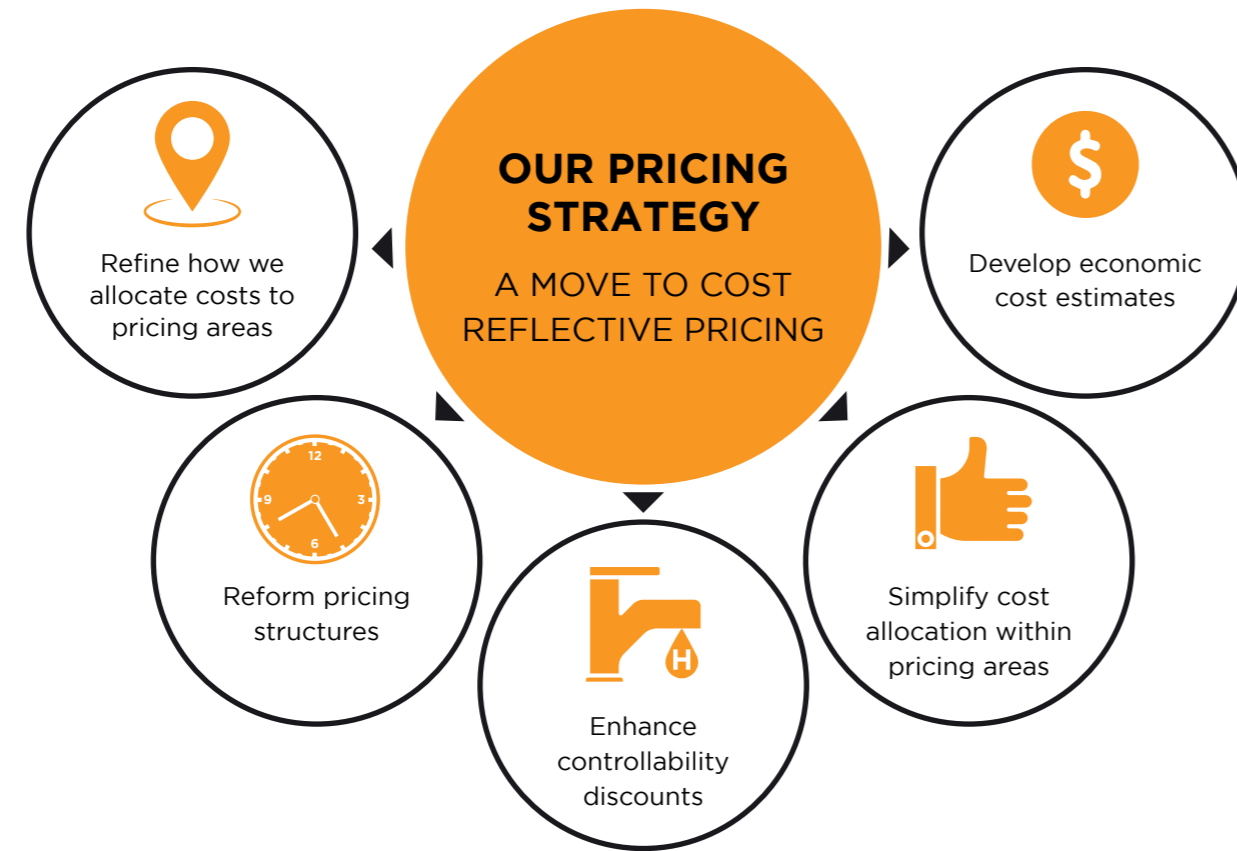 OUR PRICING
STRATEGY
A MOVE TO COST
REFLECTIVE PRICING
Refine how we
allocate costs to
pricing areas
$
Develop economic
cost estimates
12
9
3
6
Reform pricing
structures
H
Enhance
controllability
discounts
Simplify cost
allocation within
pricing areas